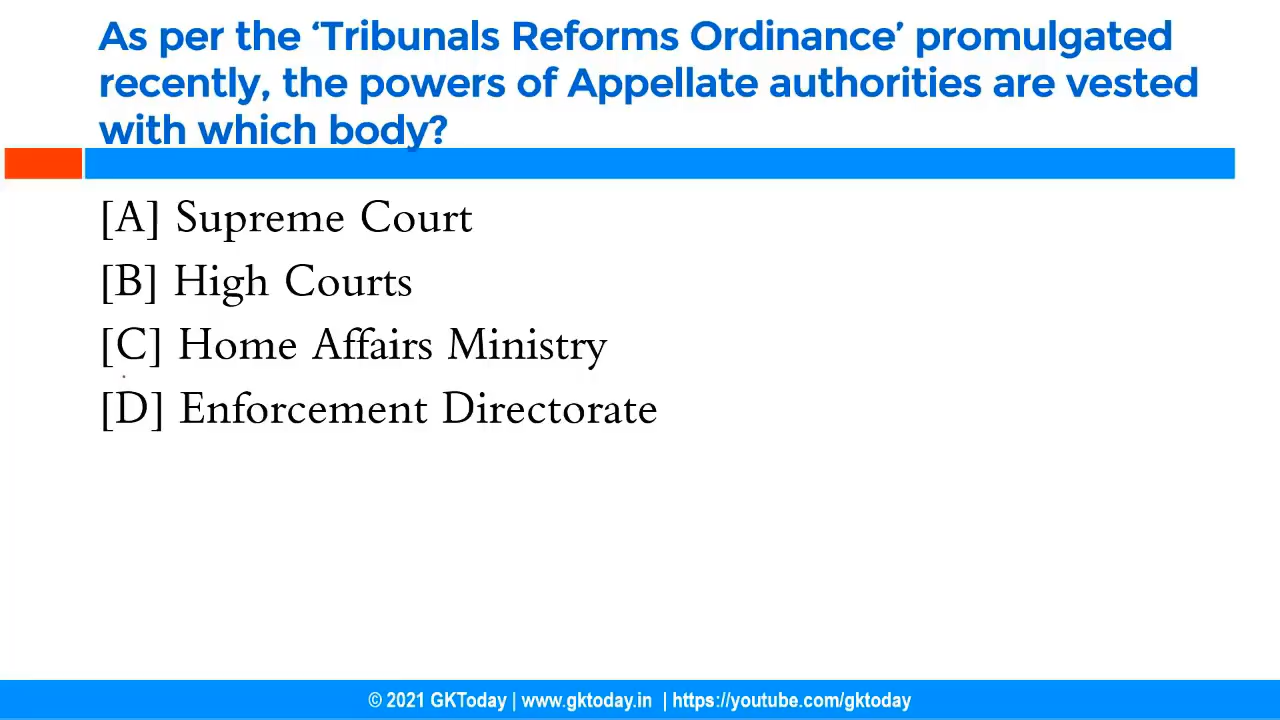 As per the ‘Tribunals Reforms Ordinance’ promulgated
recently, the powers of Appellate authorities are vested
with which body?
[A] Supreme Court
[B] High Courts
[C] Home Affairs Ministry
[D] Enforcement Directorate
© 2021 GKToday | www.gktoday.in | https://youtube.com/gktoday